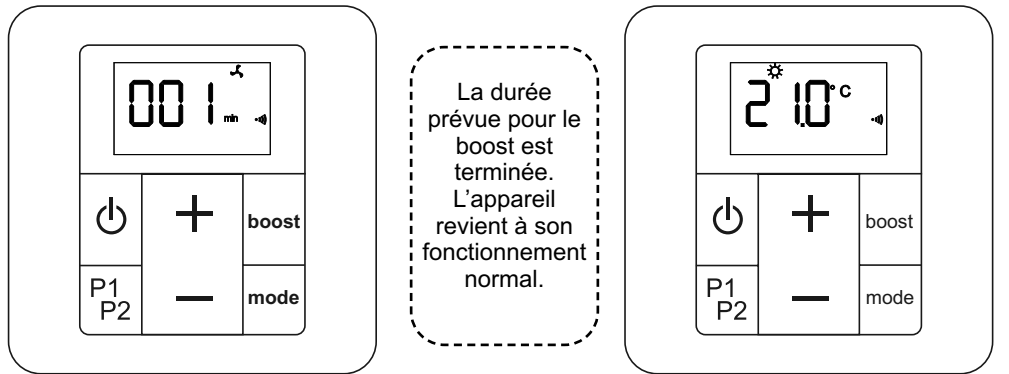 001 min
boost
P1
P2
mode
La durée
prévue pour le
boost est
terminée.
L'appareil
revient à son
fonctionnement
normal.
21.0 °C
boost
P1
P2
mode